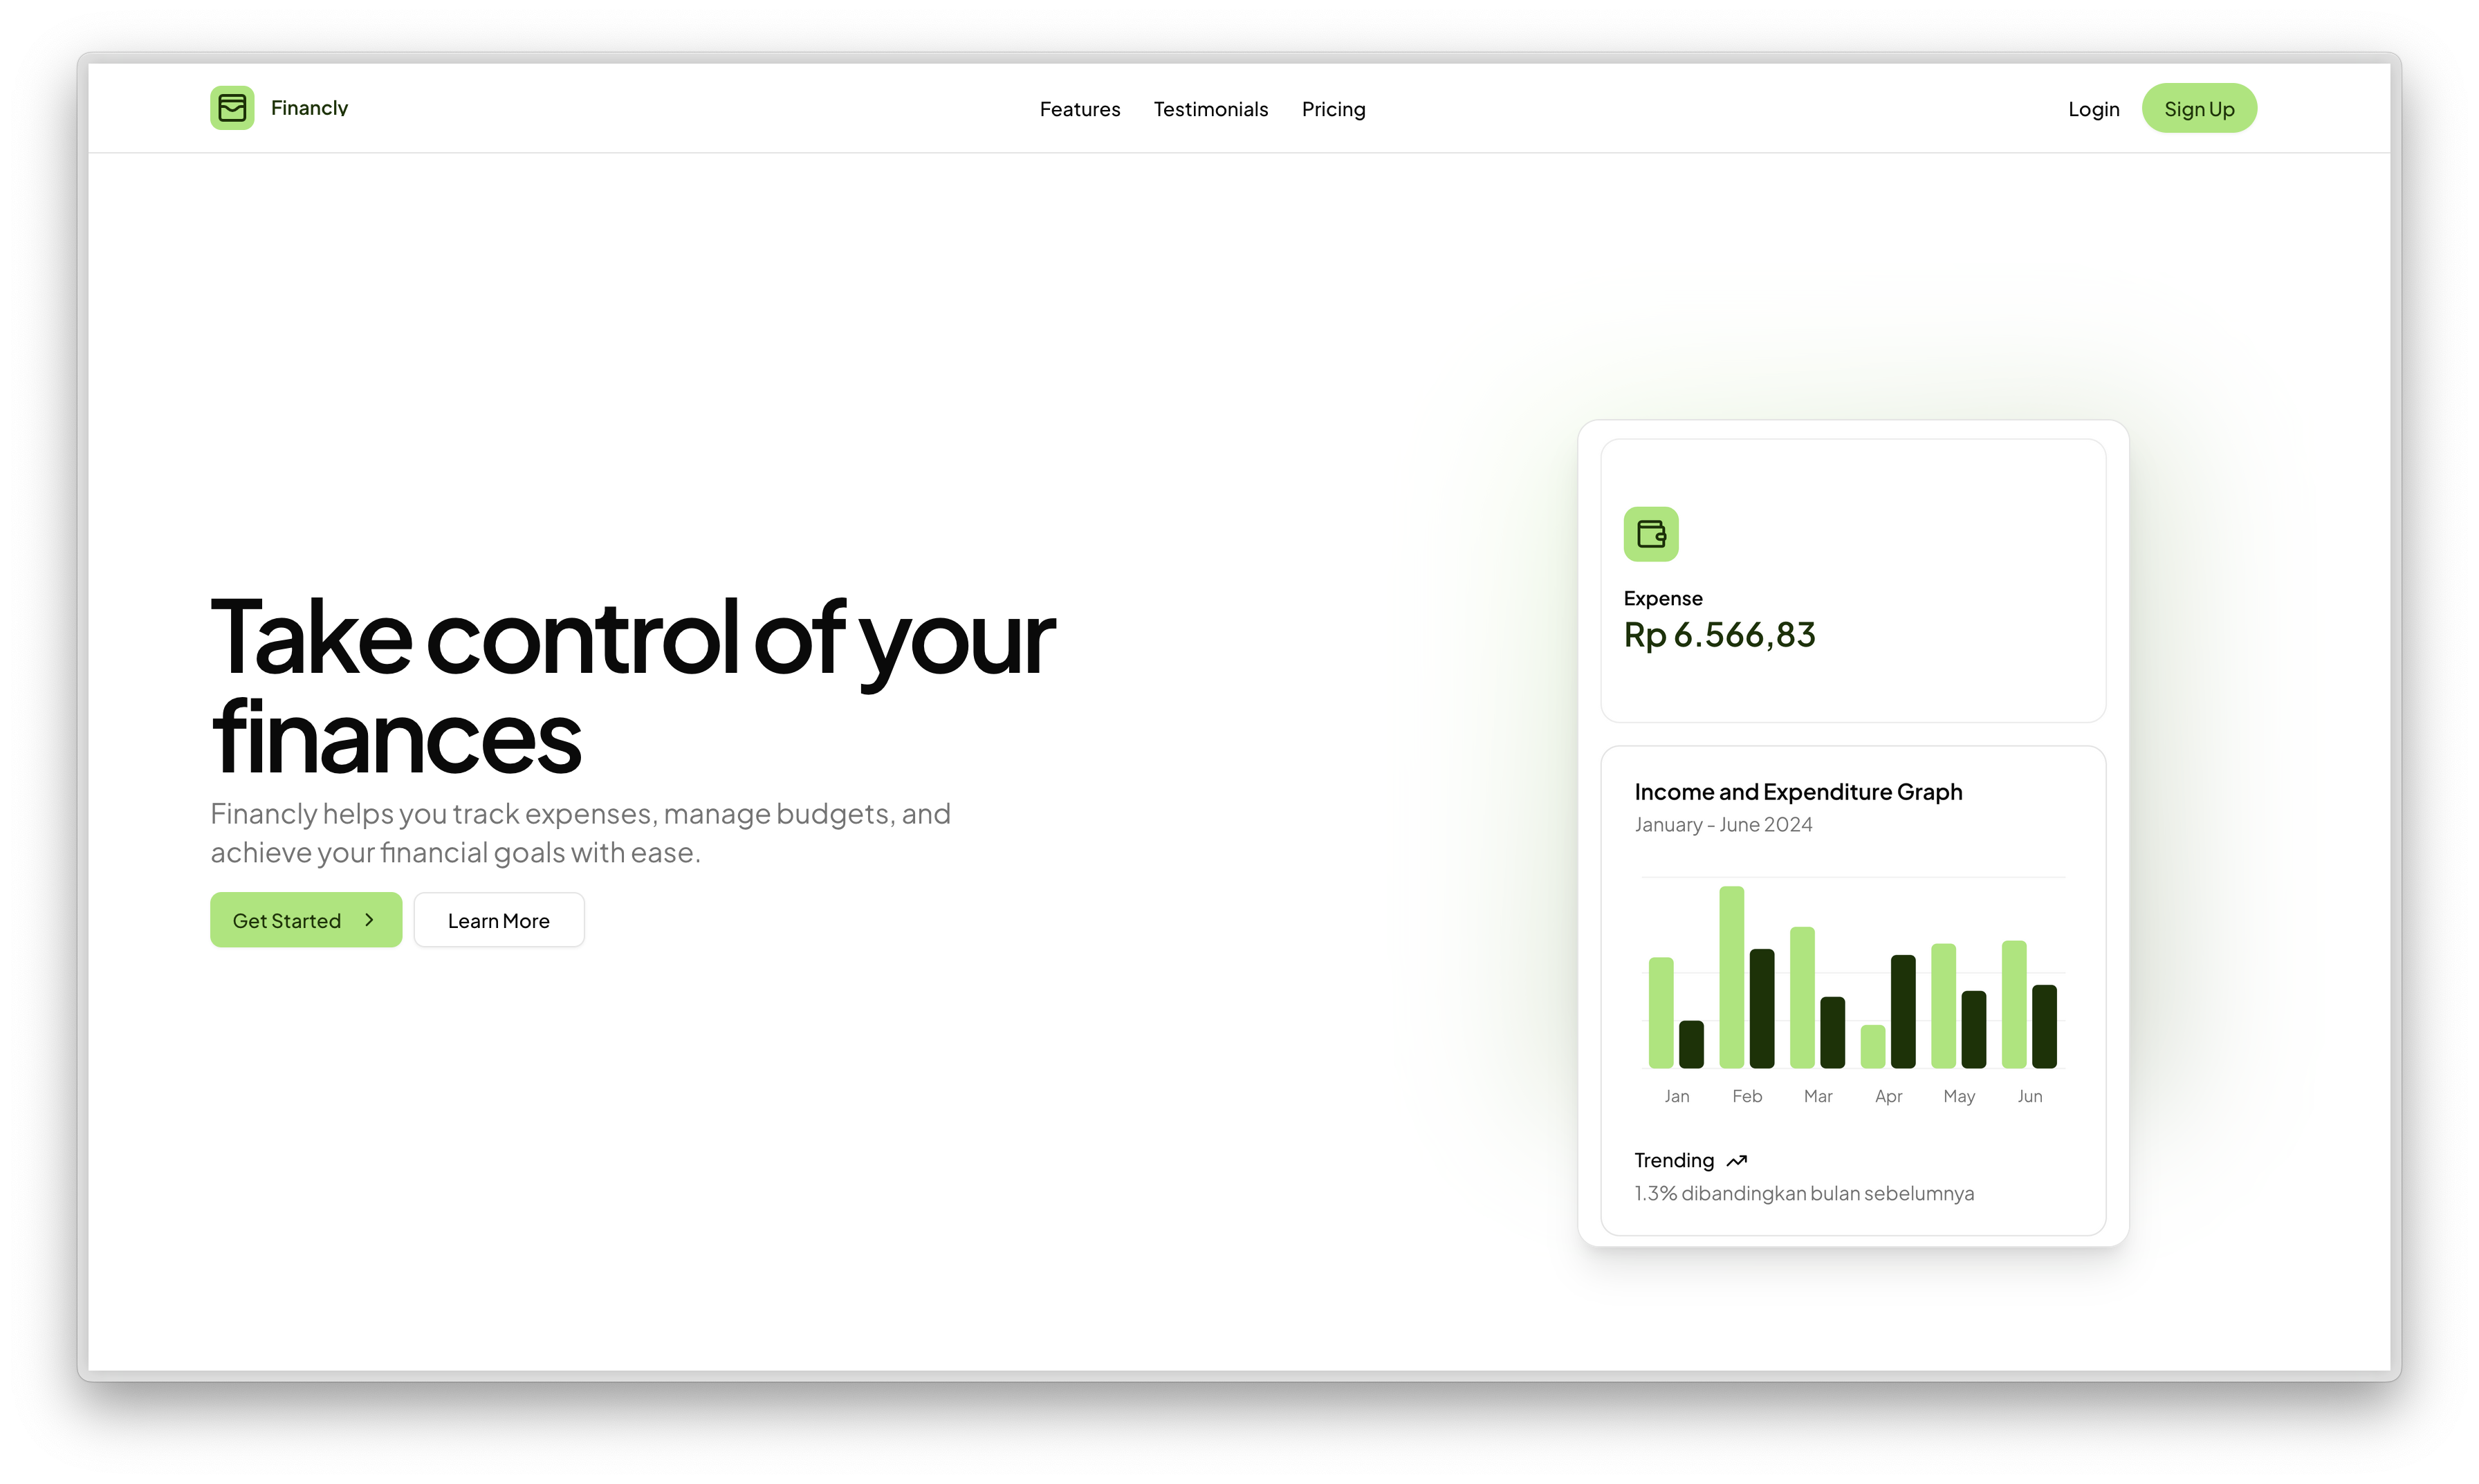 Financly
Features Testimonials Pricing
Login Sign Up
Take control of your
finances
Financly helps you track expenses, manage budgets, and
achieve your financial goals with ease.
Get Started
Learn More
Expense
Rp 6.566,83
Income and Expenditure Graph
January - June 2024
Jan Feb Mar Apr May Jun
Trending
1.3% dibandingkan bulan sebelumnya